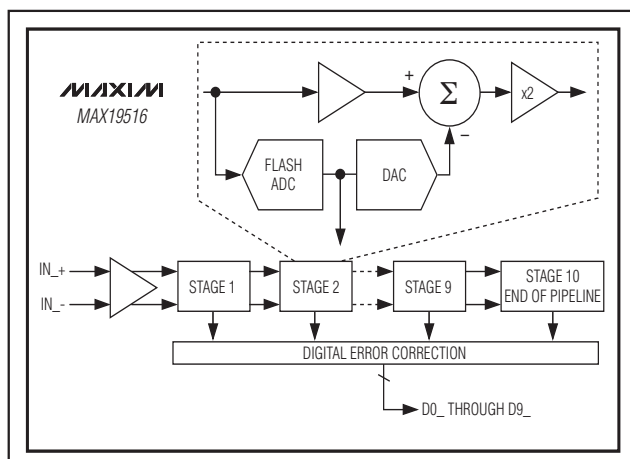 MAXIM
MAX19516
+
Σ
x2
−
FLASH
ADC
DAC
IN_+
IN_-
STAGE 1
STAGE 2
STAGE 9
STAGE 10
END OF PIPELINE
DIGITAL ERROR CORRECTION
D0_ THROUGH D9_